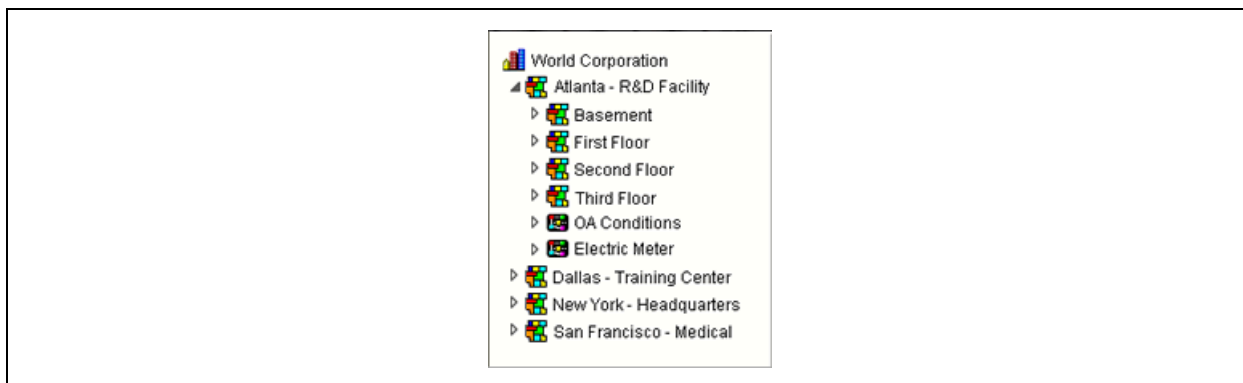 World Corporation
Atlanta - R&D Facility
Basement
First Floor
Second Floor
Third Floor
OA Conditions
Electric Meter
Dallas - Training Center
New York - Headquarters
San Francisco - Medical